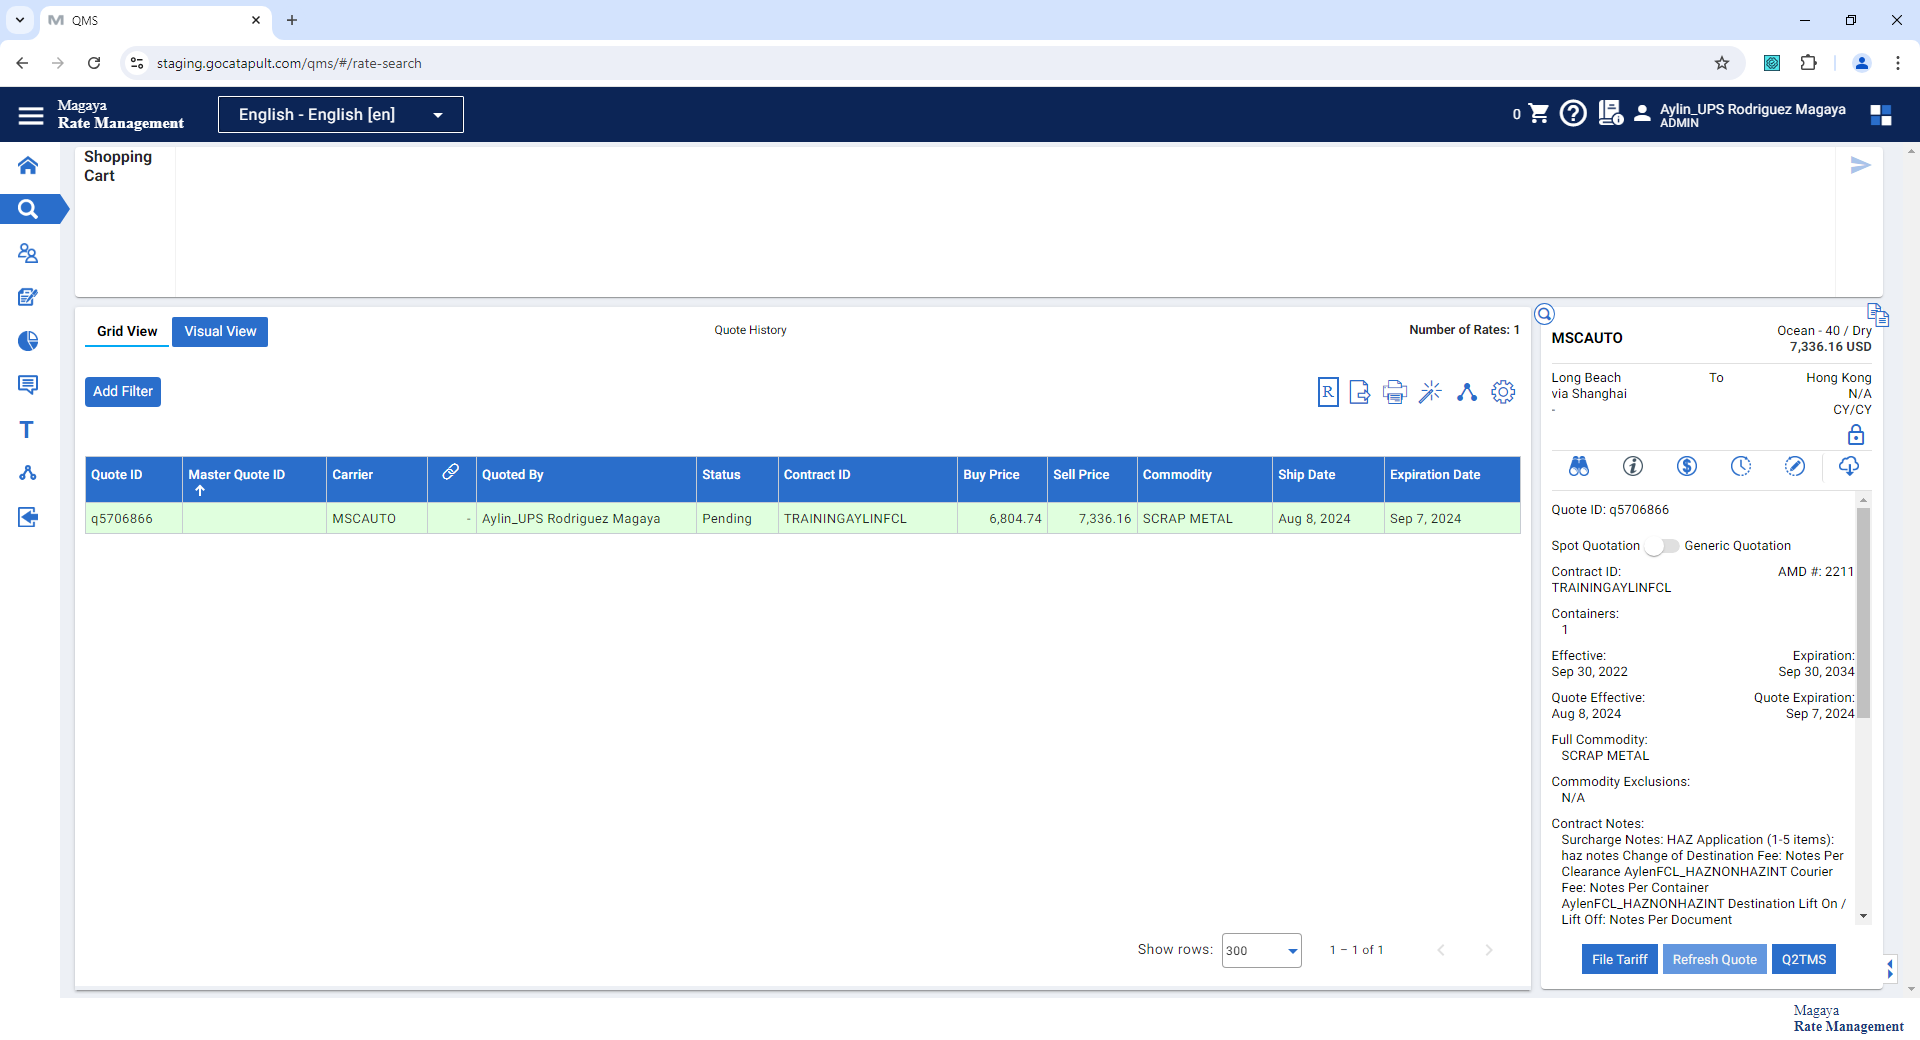 QMS
staging.gocatapult.com/qms/#/rate-search
Magaya
Rate Management
English - English [en]
0
Aylin_UPS Rodriguez Magaya
ADMIN
Shopping
Cart
Grid View
Visual View
Quote History
Number of Rates: 1
Add Filter
R
Quote ID
Master Quote ID
Carrier
Quoted By
Status
Contract ID
Buy Price
Sell Price
Commodity
Ship Date
Expiration Date
q5706866
MSCAUTO
-
Aylin_UPS Rodriguez Magaya
Pending
TRAININGAYLINFCL
6,804.74
7,336.16
SCRAP METAL
Aug 8, 2024
Sep 7, 2024
Show rows:
300
1 – 1 of 1
MSCAUTO
Ocean - 40 / Dry
7,336.16 USD
Long Beach
To
Hong Kong
via Shanghai
N/A
-
CY/CY
Quote ID: q5706866
Spot Quotation
Generic Quotation
Contract ID:
AMD #: 2211
TRAININGAYLINFCL
Containers:
1
Effective:
Expiration:
Sep 30, 2022
Sep 30, 2034
Quote Effective:
Quote Expiration:
Aug 8, 2024
Sep 7, 2024
Full Commodity:
SCRAP METAL
Commodity Exclusions:
N/A
Contract Notes:
Surcharge Notes: HAZ Application (1-5 items):
haz notes Change of Destination Fee: Notes Per
Clearance AylenFCL_HAZNONHAZINT Courier
Fee: Notes Per Container
AylenFCL_HAZNONHAZINT Destination Lift On /
Lift Off: Notes Per Document
File Tariff
Refresh Quote
Q2TMS
Magaya
Rate Management